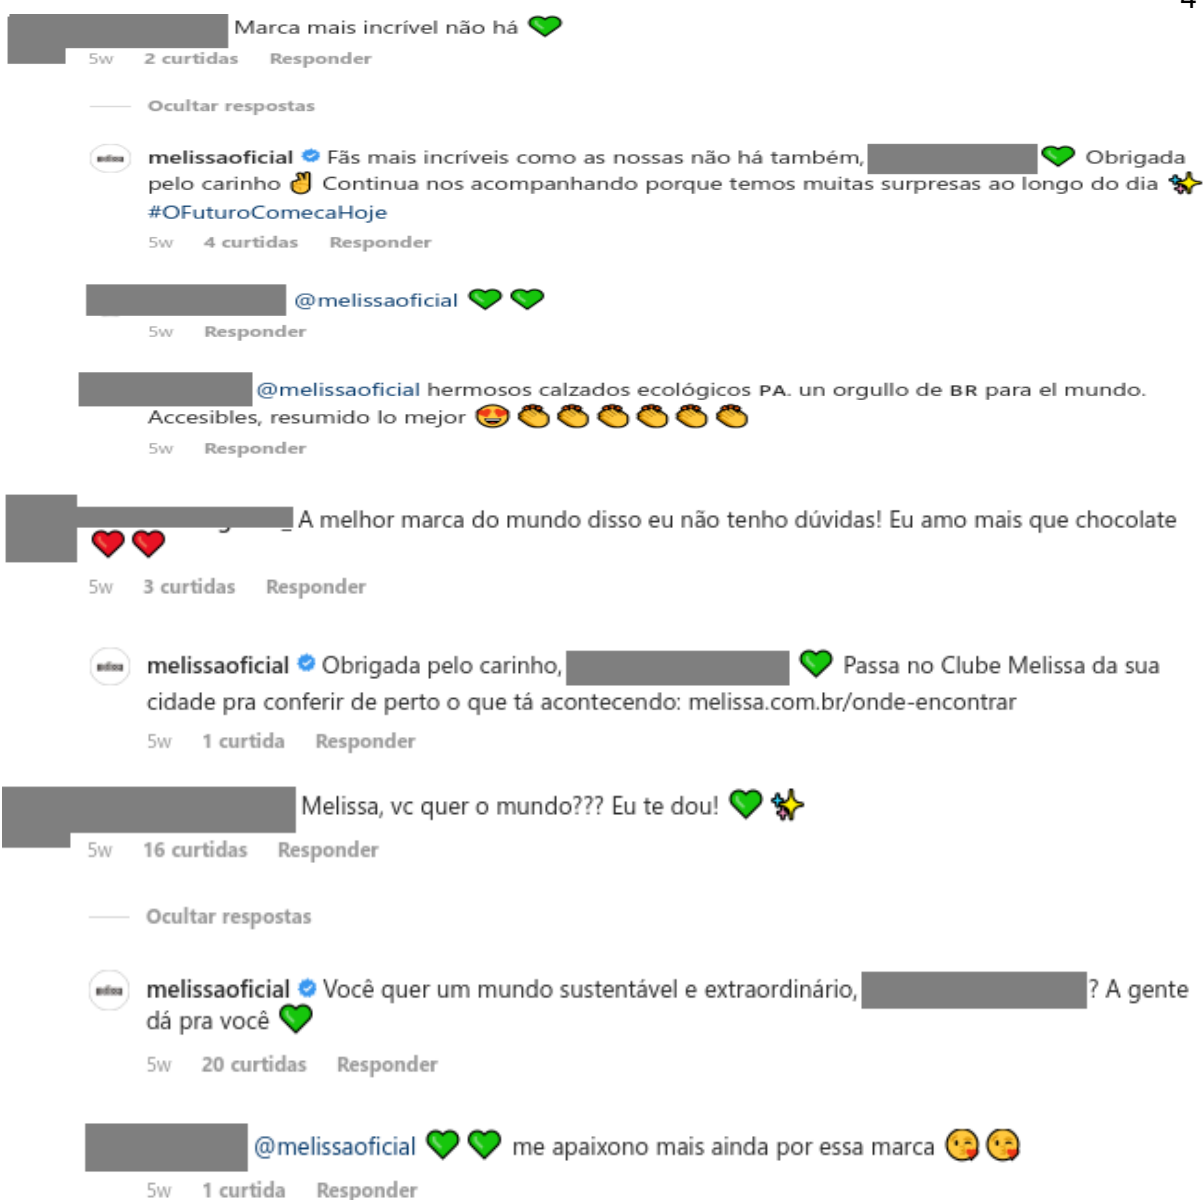 4
Marca mais incrível não há 💚
5w 2 curtidas Responder
Ocultar respostas
melissaoficial Fãs mais incríveis como as nossas não há também, 💚 Obrigada
pelo carinho ✌️ Continua nos acompanhando porque temos muitas surpresas ao longo do dia ✨
#OFuturoComecaHoje
5w 4 curtidas Responder
@melissaoficial 💚 💚
5w Responder
@melissaoficial hermosos calzados ecológicos PA. un orgullo de BR para el mundo.
Accesibles, resumido lo mejor 😍 👏 👏 👏 👏 👏 👏
5w Responder
A melhor marca do mundo disso eu não tenho dúvidas! Eu amo mais que chocolate
❤️ ❤️
5w 3 curtidas Responder
melissaoficial Obrigada pelo carinho, 💚 Passa no Clube Melissa da sua
cidade pra conferir de perto o que tá acontecendo: melissa.com.br/onde-encontrar
5w 1 curtida Responder
Melissa, vc quer o mundo??? Eu te dou! 💚 ✨
5w 16 curtidas Responder
Ocultar respostas
melissaoficial Você quer um mundo sustentável e extraordinário, ? A gente
dá pra você 💚
5w 20 curtidas Responder
@melissaoficial 💚 💚 me apaixono mais ainda por essa marca 😘 😘
5w 1 curtida Responder